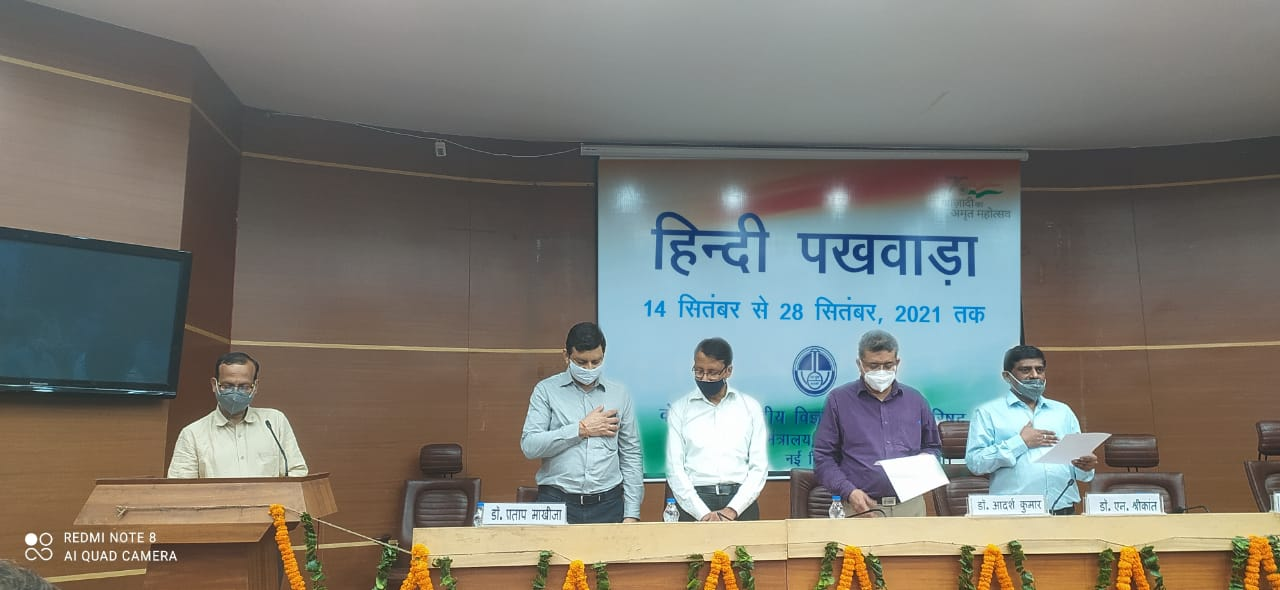 आज़ादी का
अमृत महोत्सव
हिन्दी पखवाड़ा
14 सितंबर से 28 सितंबर, 2021 तक
डॉ. प्रताप माखीजा
डॉ. आदर्श कुमार
डॉ. एन. श्रीकांत
REDMI NOTE 8
AI QUAD CAMERA